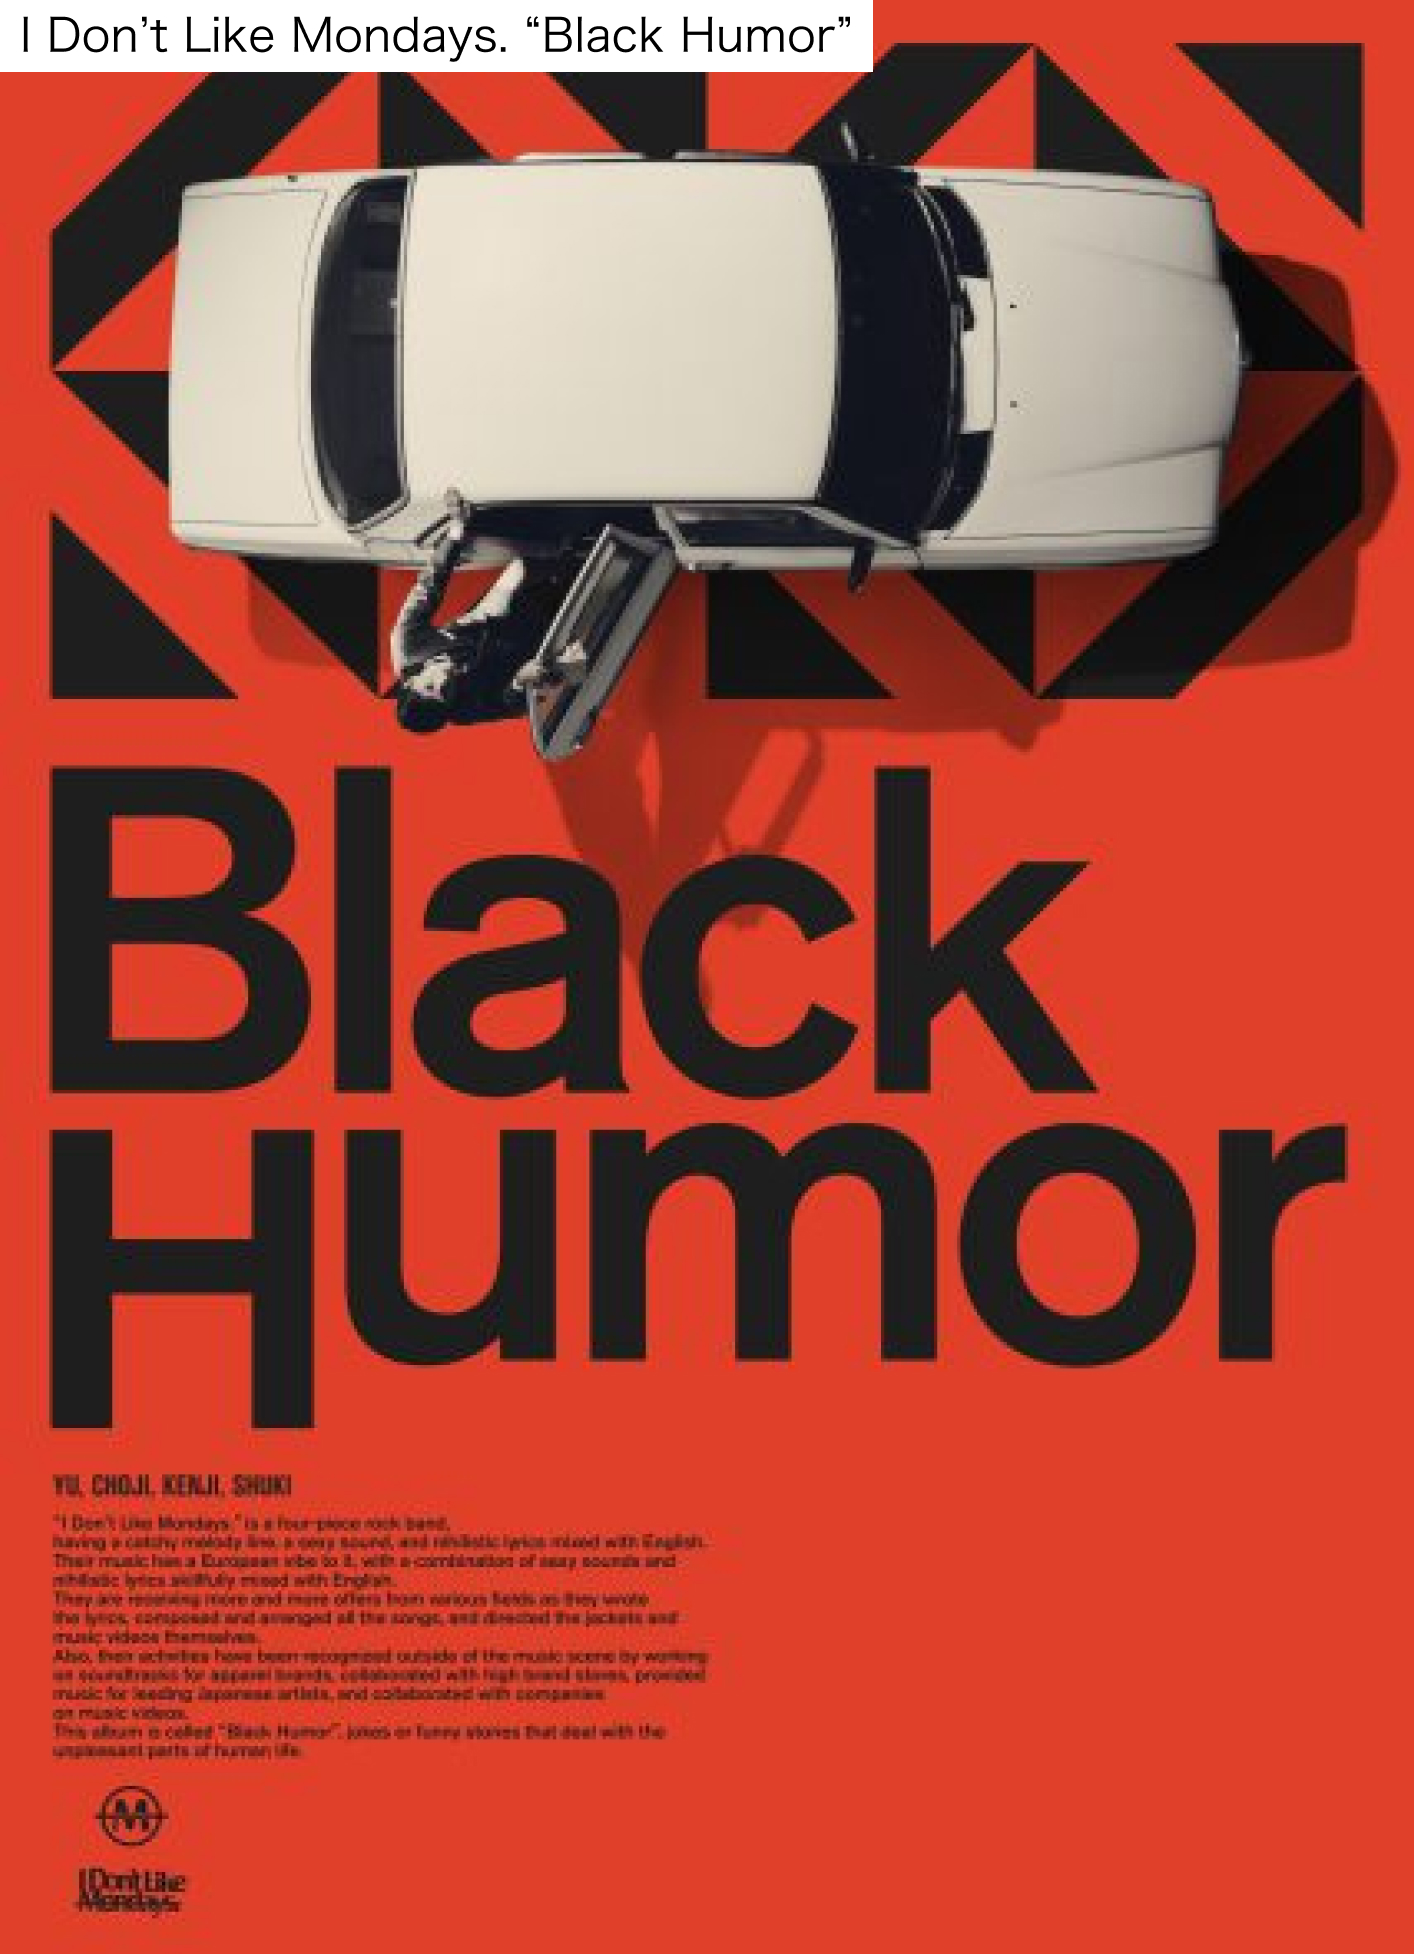 I Don’t Like Mondays. “Black Humor”
Black
Humor
YU, CHOJI, KENJI, SHUKI
"I Don't Like Mondays." is a four-piece rock band,
having a catchy melody line, a sexy sound, and nihilistic lyrics mixed with English.
Their music has a European vibe to it, with a combination of sexy sounds and
nihilistic lyrics skillfully mixed with English.
They are receiving more and more offers from various fields as they wrote
the lyrics, composed and arranged all the songs, and directed the jackets and
music videos themselves.
Also, their activities have been recognized outside of the music scene by working
on soundtracks for apparel brands, collaborated with high brand stores, provided
music for leading Japanese artists, and collaborated with companies
on music videos.
This album is called "Black Humor", jokes or funny stories that deal with the
unpleasant parts of human life.
M
I Don't Like
Mondays.